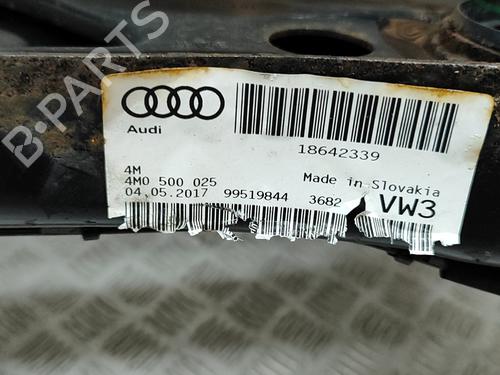 B-PARTS
Audi
18642339
4M
4M0 500 025
Made in Slovakia
04.05.2017 99519844 3682
VW3